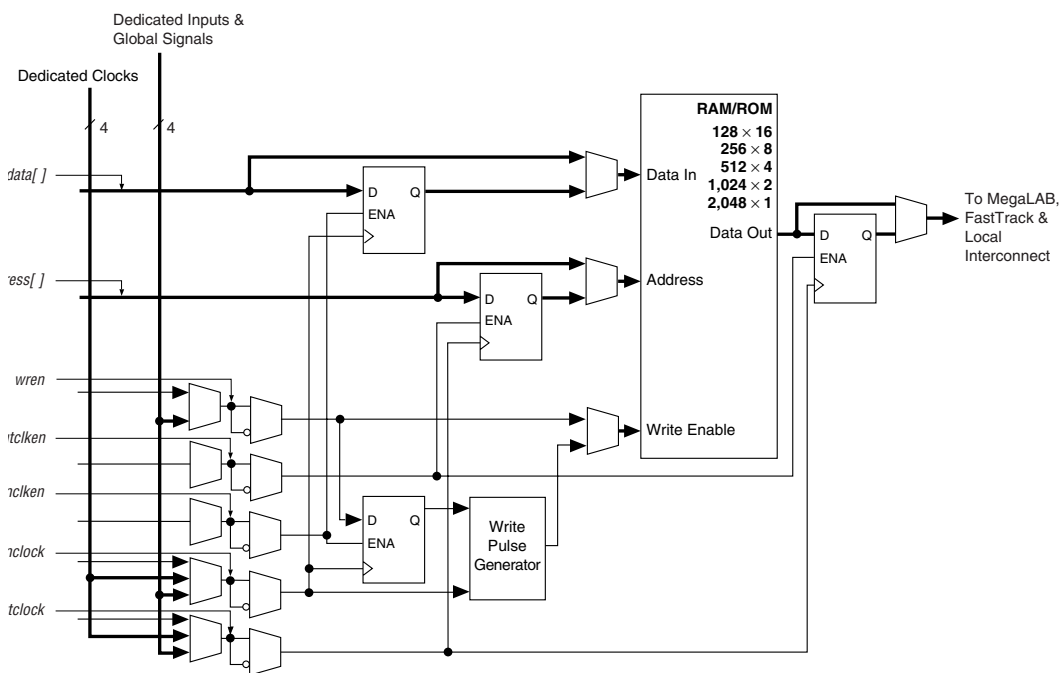 Dedicated Inputs &
Global Signals
Dedicated Clocks
4
4
RAM/ROM
128 × 16
256 × 8
512 × 4
1,024 × 2
2,048 × 1
data[ ]
D
Q
ENA
Data In
Data Out
To MegaLAB,
FastTrack &
Local
Interconnect
D
Q
ENA
ress[ ]
D
Q
ENA
Address
wren
Write Enable
tclken
nclken
D
Q
ENA
Write
Pulse
Generator
nclock
tclock